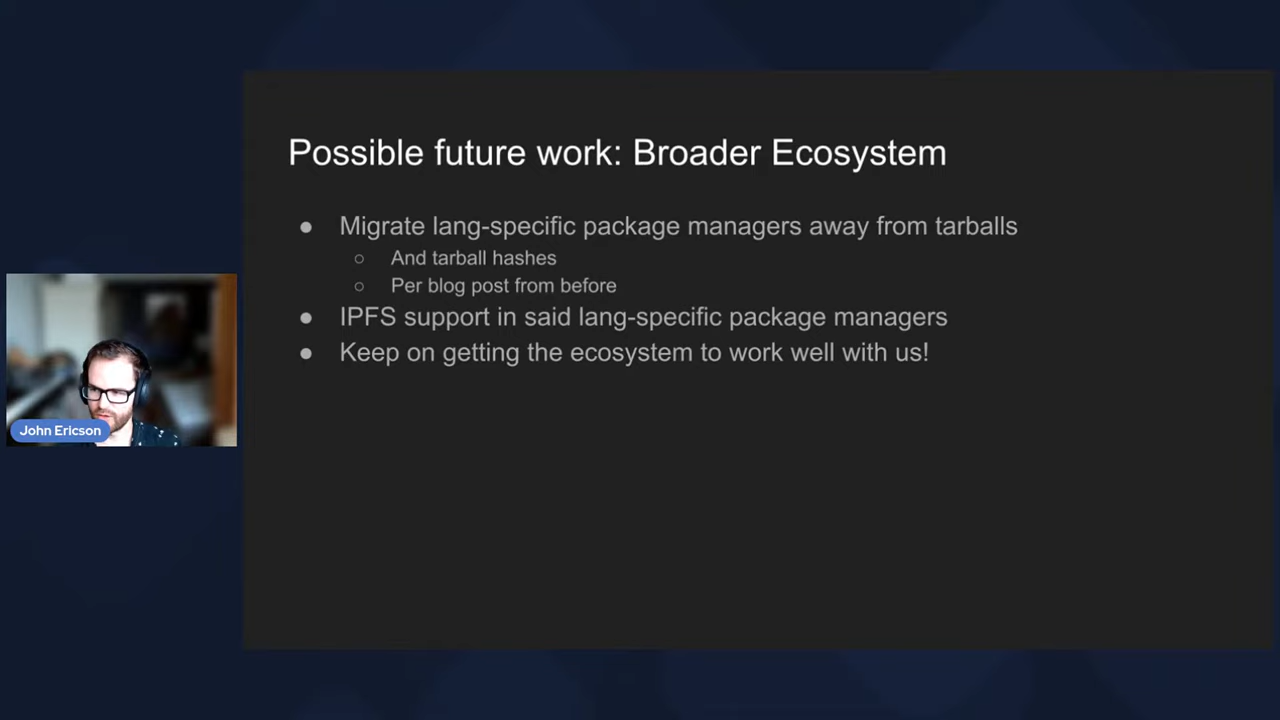 Possible future work: Broader Ecosystem
● Migrate lang-specific package managers away from tarballs
○ And tarball hashes
○ Per blog post from before
● IPFS support in said lang-specific package managers
● Keep on getting the ecosystem to work well with us!
John Ericson